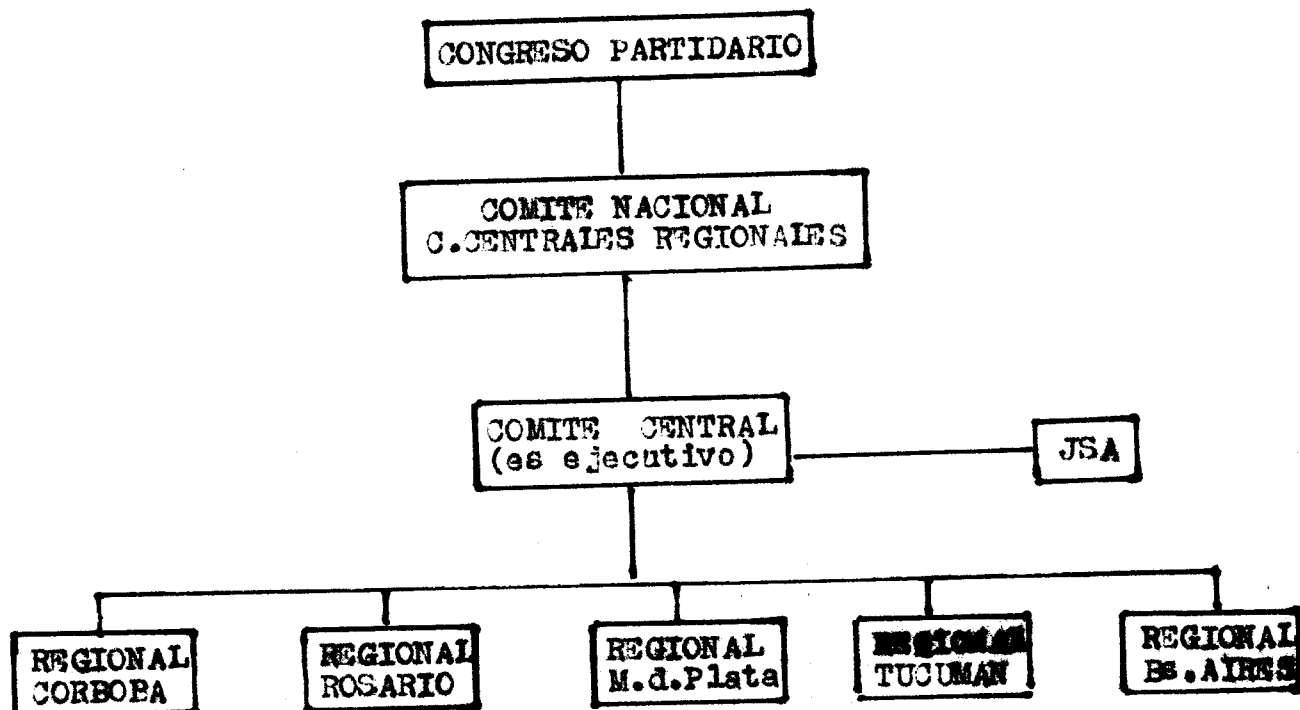 CONGRESO PARTIDARIO
COMITE NACIONAL
C.CENTRALES REGIONALES
COMITE CENTRAL
(es ejecutivo)
JSA
REGIONAL
CORBOBA
REGIONAL
ROSARIO
REGIONAL
M.d.Plata
REGIONAL
TUCUMAN
REGIONAL
Bs.AIRES